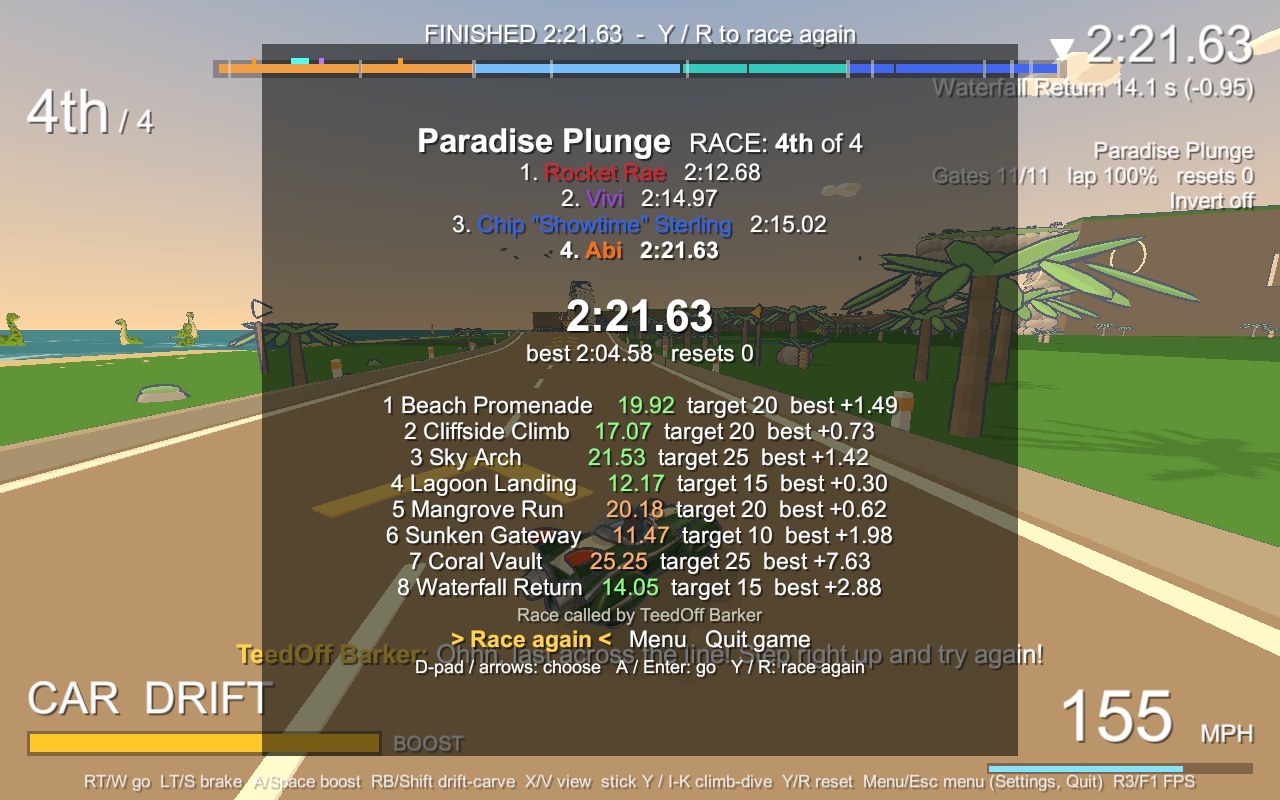 FINISHED 2:21.63 - Y / R to race again
2:21.63
Waterfall Return 14.1 s (-0.95)
4th / 4
Paradise Plunge
Gates 11/11 lap 100% resets 0
Invert off
Paradise Plunge RACE: 4th of 4
1. Rocket Rae 2:12.68
2. Vivi 2:14.97
3. Chip "Showtime" Sterling 2:15.02
4. Abi 2:21.63
2:21.63
best 2:04.58 resets 0
1 Beach Promenade 19.92 target 20 best +1.49
2 Cliffside Climb 17.07 target 20 best +0.73
3 Sky Arch 21.53 target 25 best +1.42
4 Lagoon Landing 12.17 target 15 best +0.30
5 Mangrove Run 20.18 target 20 best +0.62
6 Sunken Gateway 11.47 target 10 best +1.98
7 Coral Vault 25.25 target 25 best +7.63
8 Waterfall Return 14.05 target 15 best +2.88
Race called by TeedOff Barker
> Race again < Menu Quit game
TeedOff Barker: Ohhh, last across the line! Step right up and try again!
D-pad / arrows: choose A / Enter: go Y / R: race again
CAR DRIFT
BOOST
155 MPH
RT/W go LT/S brake A/Space boost RB/Shift drift-carve X/V view stick Y / I-K climb-dive Y/R reset Menu/Esc menu (Settings, Quit) R3/F1 FPS